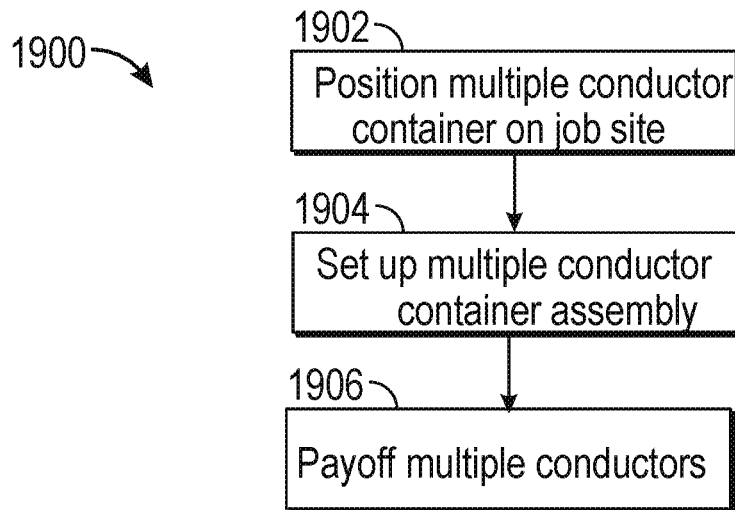 1900
1902
Position multiple conductor
container on job site
1904
Set up multiple conductor
container assembly
1906
Payoff multiple conductors